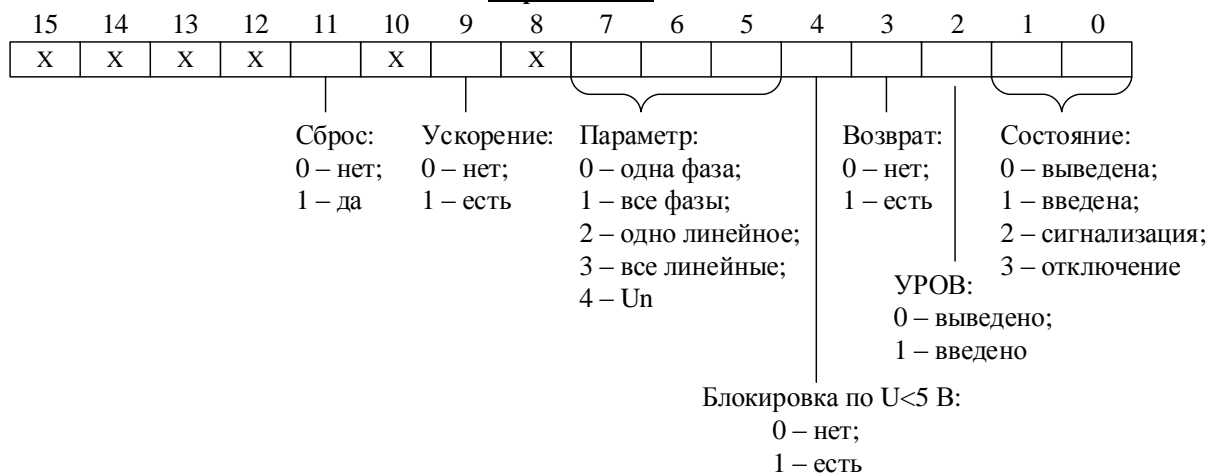 15 14 13 12 11 10 9 8 7 6 5 4 3 2 1 0
X X X X X X
Сброс:
0 – нет;
1 – да
Ускорение:
0 – нет;
1 – есть
Параметр:
0 – одна фаза;
1 – все фазы;
2 – одно линейное;
3 – все линейные;
4 – Un
Возврат:
0 – нет;
1 – есть
Состояние:
0 – выведена;
1 – введена;
2 – сигнализация;
3 – отключение
УРОВ:
0 – выведено;
1 – введено
Блокировка по U<5 В:
0 – нет;
1 – есть